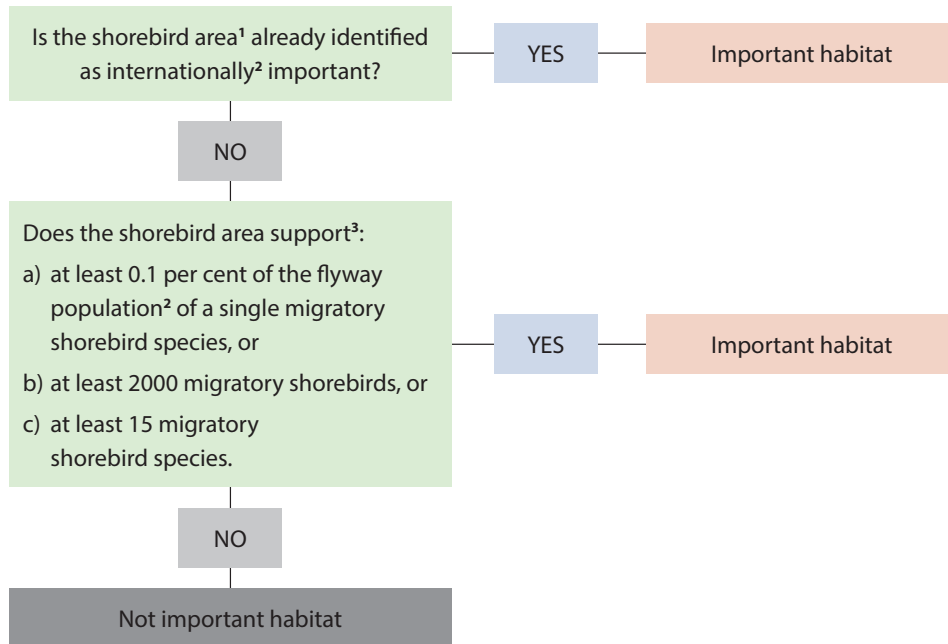 Is the shorebird area¹ already identified
as internationally² important?
YES
Important habitat
NO
Does the shorebird area support³:
a) at least 0.1 per cent of the flyway
population² of a single migratory
shorebird species, or
b) at least 2000 migratory shorebirds, or
c) at least 15 migratory
shorebird species.
YES
Important habitat
NO
Not important habitat